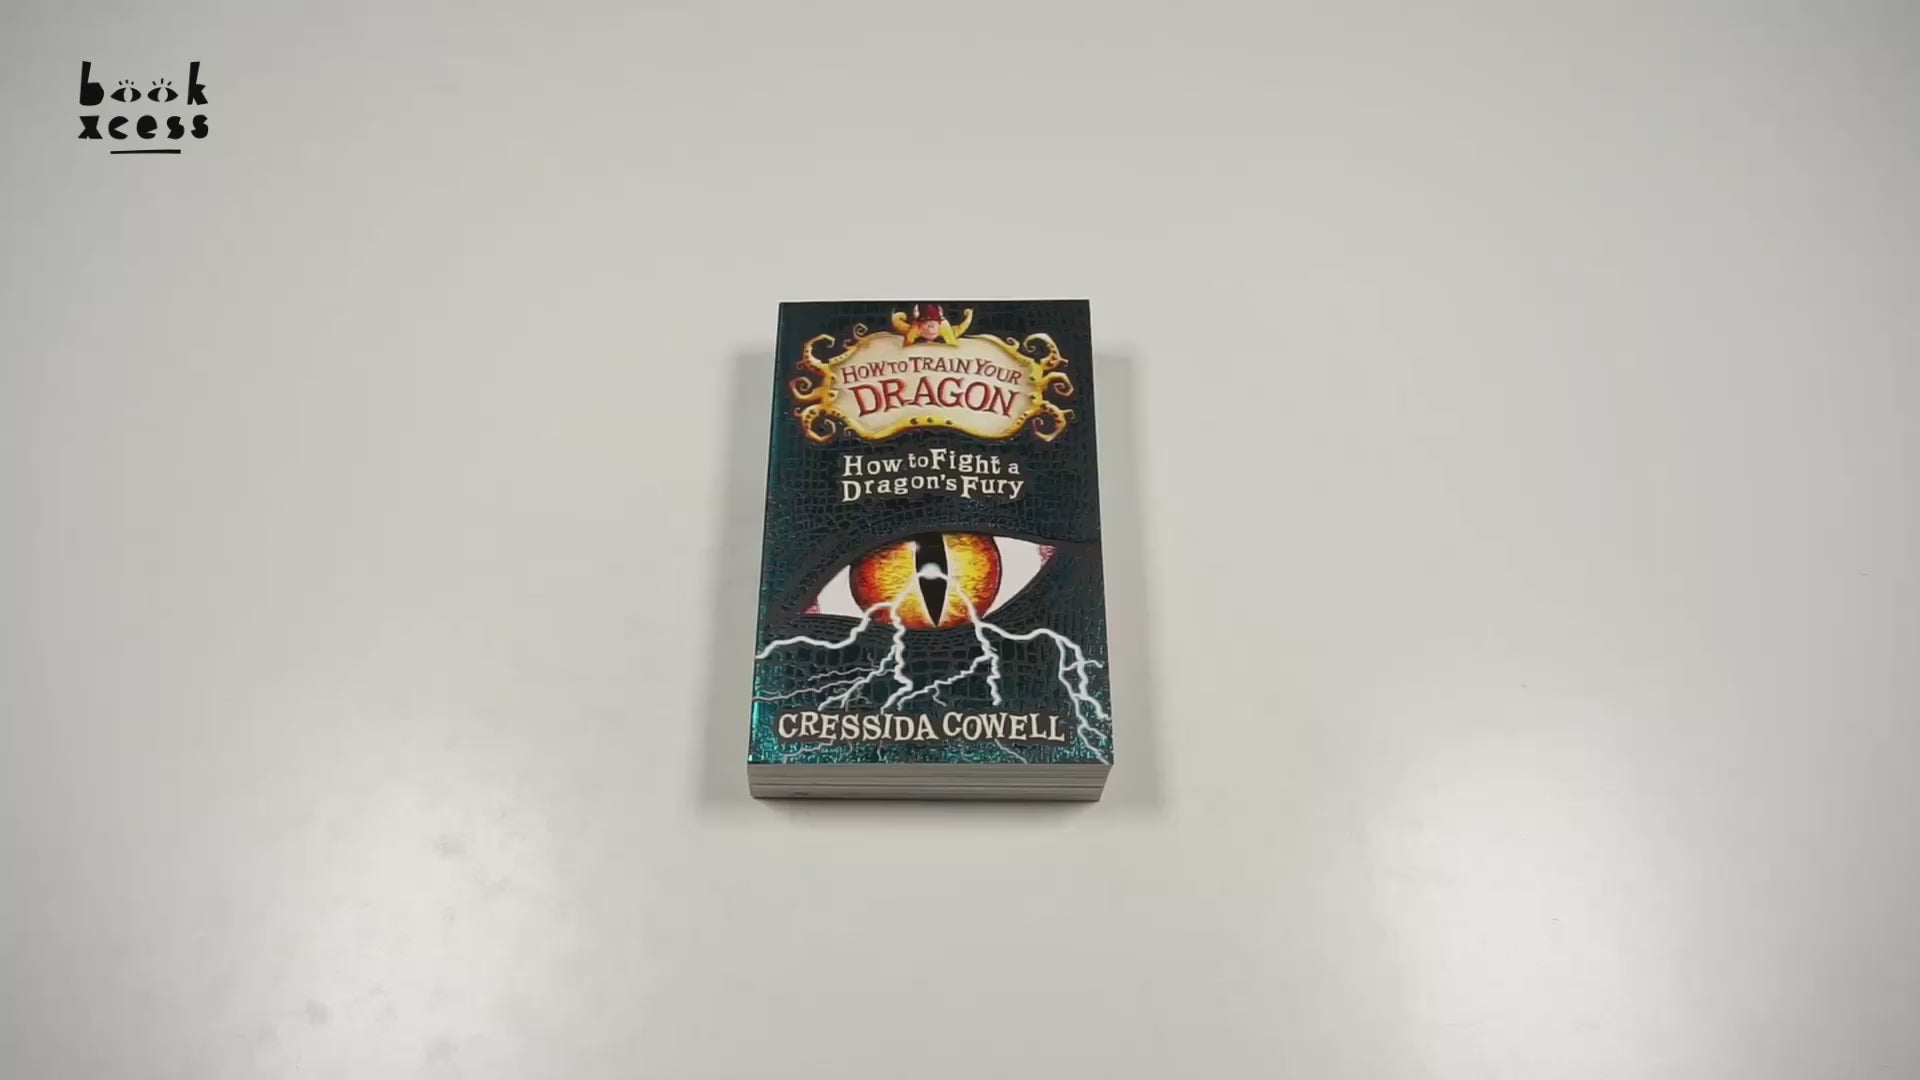 book
xcess
HOW TO TRAIN YOUR
DRAGON
How to Fight a
Dragon's Fury
CRESSIDA COWELL